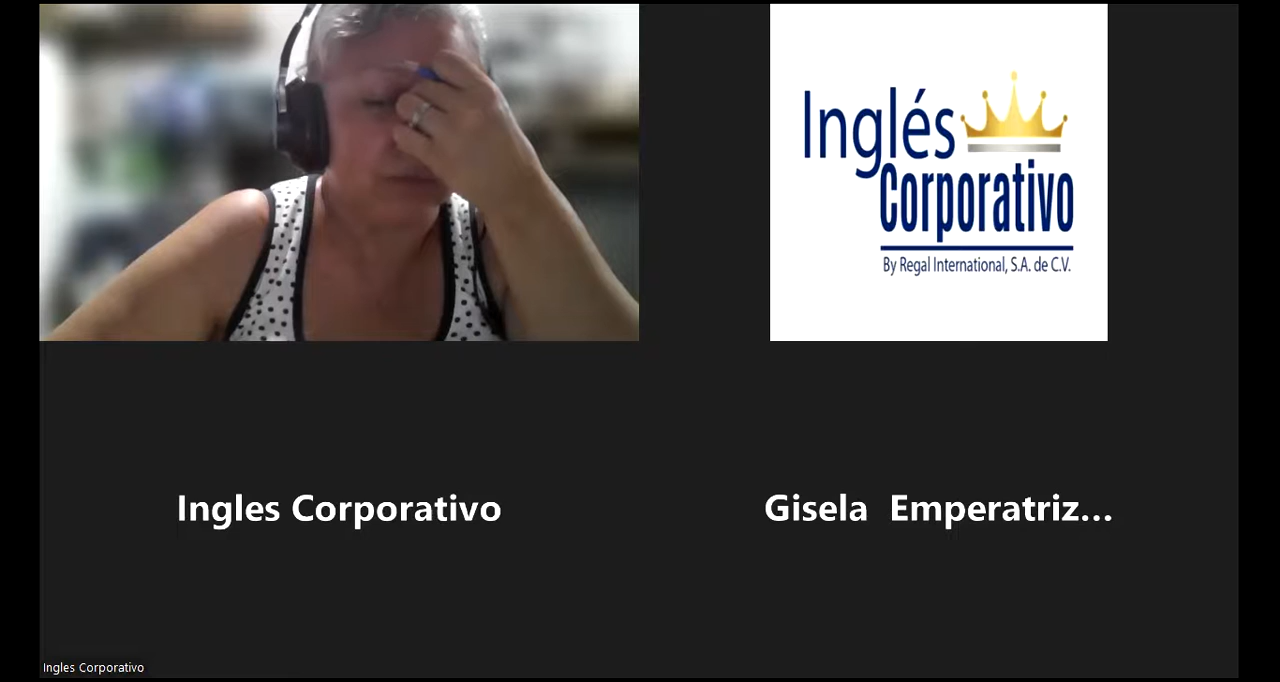 Inglés
Corporativo
By Regal International, S.A. de C.V.
Ingles Corporativo
Gisela Emperatriz...
Ingles Corporativo